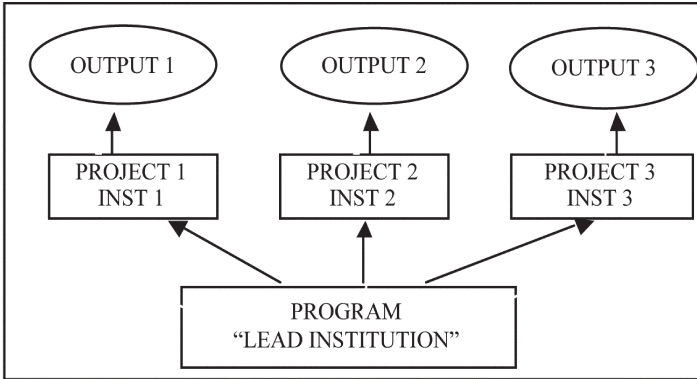 OUTPUT 1
OUTPUT 2
OUTPUT 3
PROJECT 1
INST 1
PROJECT 2
INST 2
PROJECT 3
INST 3
PROGRAM
“LEAD INSTITUTION”